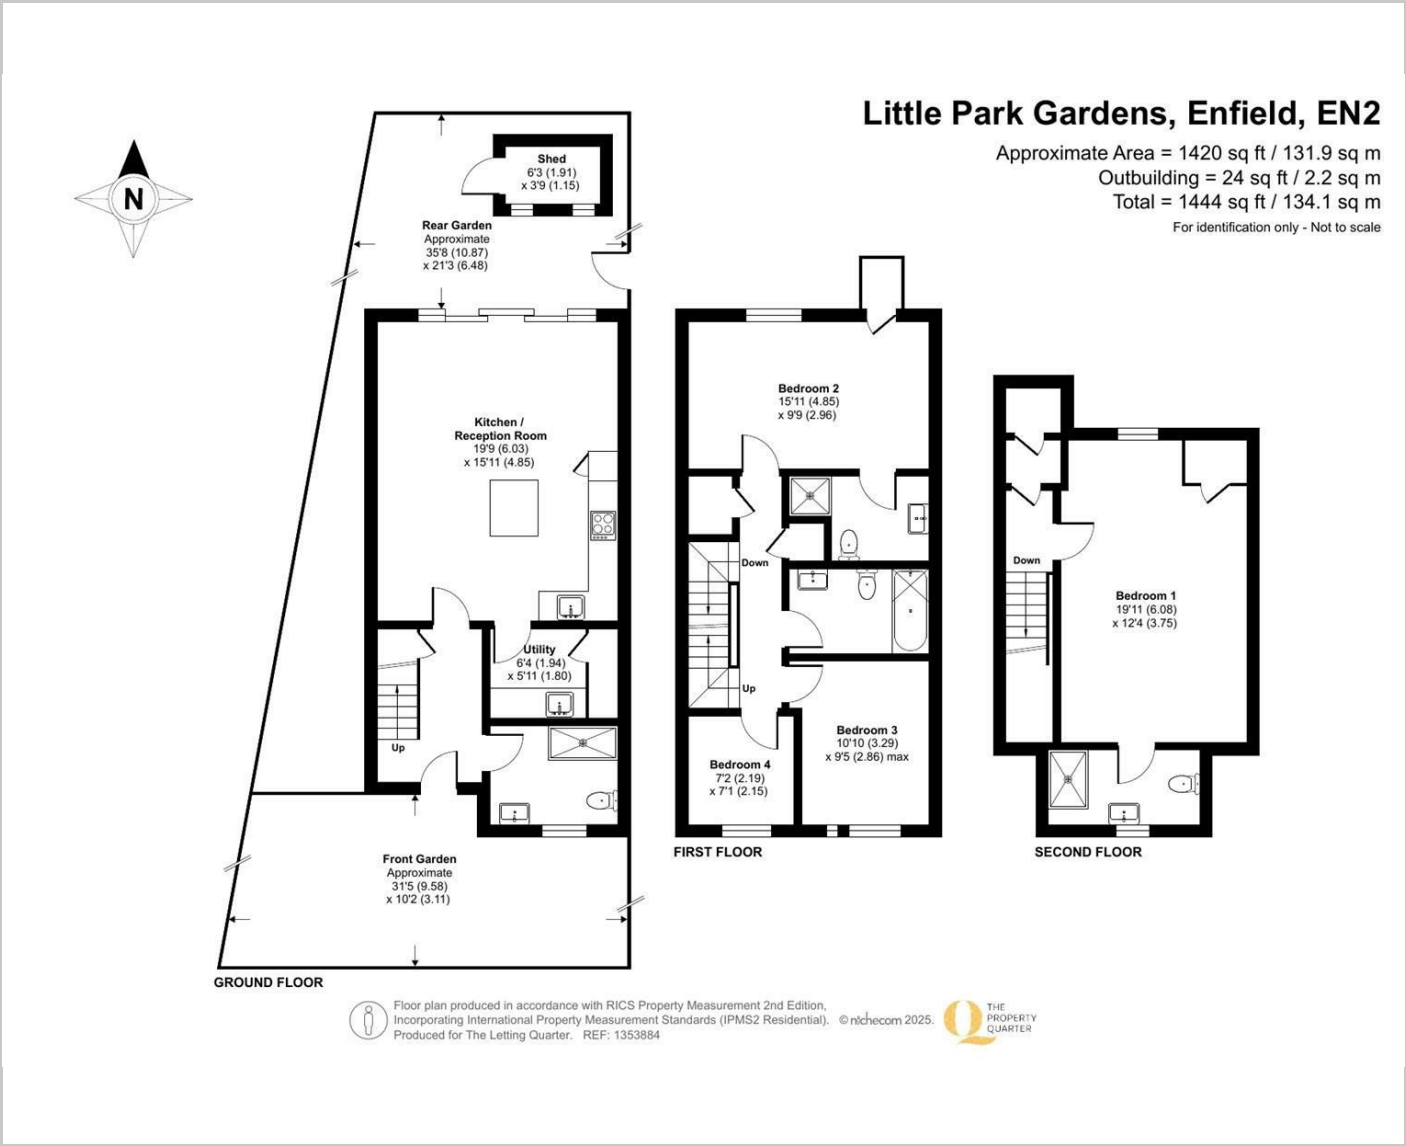 Little Park Gardens, Enfield, EN2
Approximate Area = 1420 sq ft / 131.9 sq m
Outbuilding = 24 sq ft / 2.2 sq m
Total = 1444 sq ft / 134.1 sq m
For identification only - Not to scale
N
Shed
6'3 (1.91)
x 3'9 (1.15)
Rear Garden
Approximate
35'8 (10.87)
x 21'3 (6.48)
Kitchen /
Reception Room
19'9 (6.03)
x 15'11 (4.85)
Utility
6'4 (1.94)
x 5'11 (1.80)
Up
Front Garden
Approximate
31'5 (9.58)
x 10'2 (3.11)
GROUND FLOOR
Bedroom 2
15'11 (4.85)
x 9'9 (2.96)
Down
Up
Bedroom 3
10'10 (3.29)
x 9'5 (2.86) max
Bedroom 4
7'2 (2.19)
x 7'1 (2.15)
FIRST FLOOR
Down
Bedroom 1
19'11 (6.08)
x 12'4 (3.75)
SECOND FLOOR
Floor plan produced in accordance with RICS Property Measurement 2nd Edition,
Incorporating International Property Measurement Standards (IPMS2 Residential). © nichecom 2025.
Produced for The Letting Quarter. REF: 1353884
Q
THE
PROPERTY
QUARTER